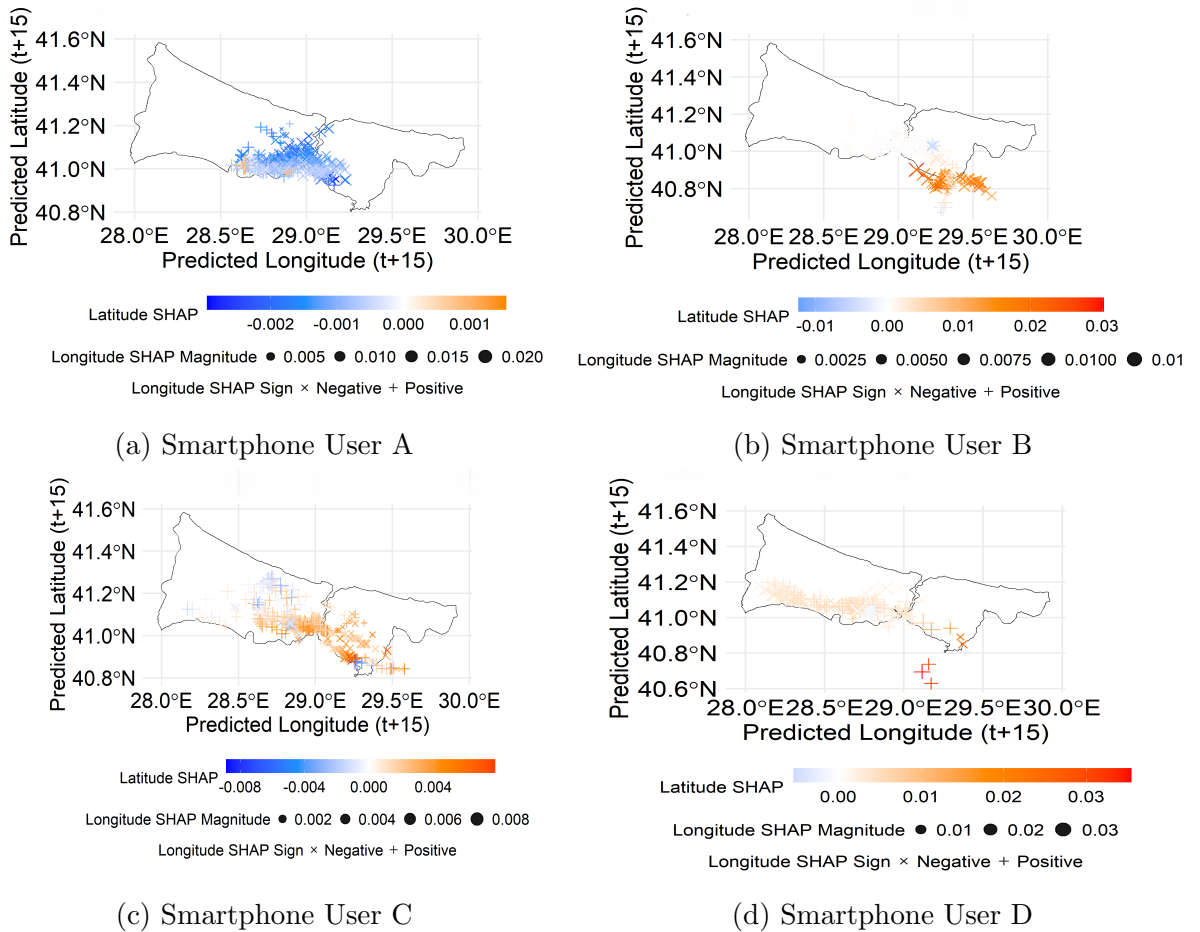 Predicted Latitude (t+15)
41.6°N
41.4°N
41.2°N
41.0°N
40.8°N
28.0°E 28.5°E 29.0°E 29.5°E 30.0°E
Predicted Longitude (t+15)
Latitude SHAP
-0.002 -0.001 0.000 0.001
Longitude SHAP Magnitude 0.005 0.010 0.015 0.020
Longitude SHAP Sign × Negative + Positive
(a) Smartphone User A
Predicted Latitude (t+15)
41.6°N
41.4°N
41.2°N
41.0°N
40.8°N
28.0°E 28.5°E 29.0°E 29.5°E 30.0°E
Predicted Longitude (t+15)
Latitude SHAP
-0.01 0.00 0.01 0.02 0.03
Longitude SHAP Magnitude 0.0025 0.0050 0.0075 0.0100 0.01
Longitude SHAP Sign × Negative + Positive
(b) Smartphone User B
Predicted Latitude (t+15)
41.6°N
41.4°N
41.2°N
41.0°N
40.8°N
28.0°E 28.5°E 29.0°E 29.5°E 30.0°E
Predicted Longitude (t+15)
Latitude SHAP
-0.008 -0.004 0.000 0.004
Longitude SHAP Magnitude 0.002 0.004 0.006 0.008
Longitude SHAP Sign × Negative + Positive
(c) Smartphone User C
Predicted Latitude (t+15)
41.6°N
41.4°N
41.2°N
41.0°N
40.8°N
40.6°N
28.0°E 28.5°E 29.0°E 29.5°E 30.0°E
Predicted Longitude (t+15)
Latitude SHAP
0.00 0.01 0.02 0.03
Longitude SHAP Magnitude 0.01 0.02 0.03
Longitude SHAP Sign × Negative + Positive
(d) Smartphone User D